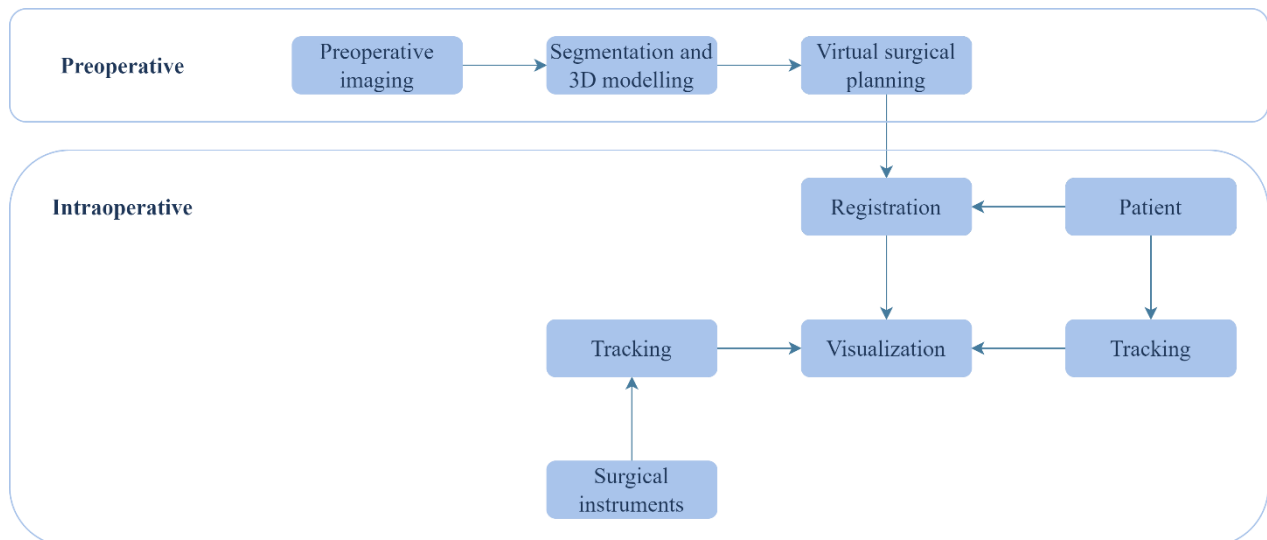 Preoperative
Preoperative
imaging
Segmentation and
3D modelling
Virtual surgical
planning
Intraoperative
Registration
Patient
Tracking
Visualization
Tracking
Surgical
instruments